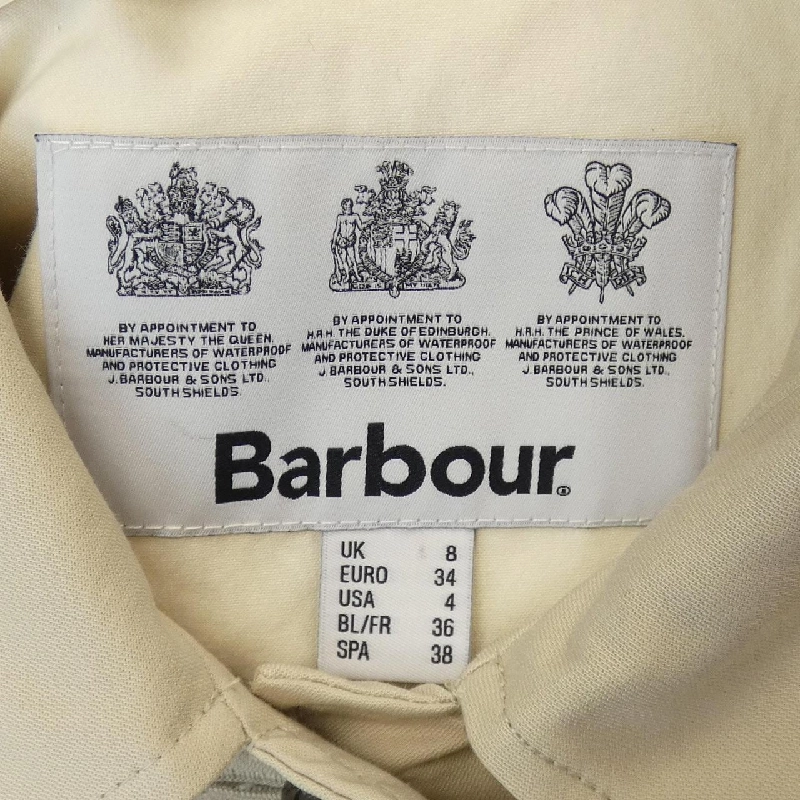 BY APPOINTMENT TO
HER MAJESTY THE QUEEN.
MANUFACTURERS OF WATERPROOF
AND PROTECTIVE CLOTHING
J. BARBOUR & SONS LTD.,
SOUTH SHIELDS.
BY APPOINTMENT TO
H.R.H. THE DUKE OF EDINBURGH.
MANUFACTURERS OF WATERPROOF
AND PROTECTIVE CLOTHING
J. BARBOUR & SONS LTD.,
SOUTH SHIELDS.
BY APPOINTMENT TO
H.R.H. THE PRINCE OF WALES.
MANUFACTURERS OF WATERPROOF
AND PROTECTIVE CLOTHING
J. BARBOUR & SONS LTD.,
SOUTH SHIELDS.
Barbour®
UK 8
EURO 34
USA 4
BL/FR 36
SPA 38